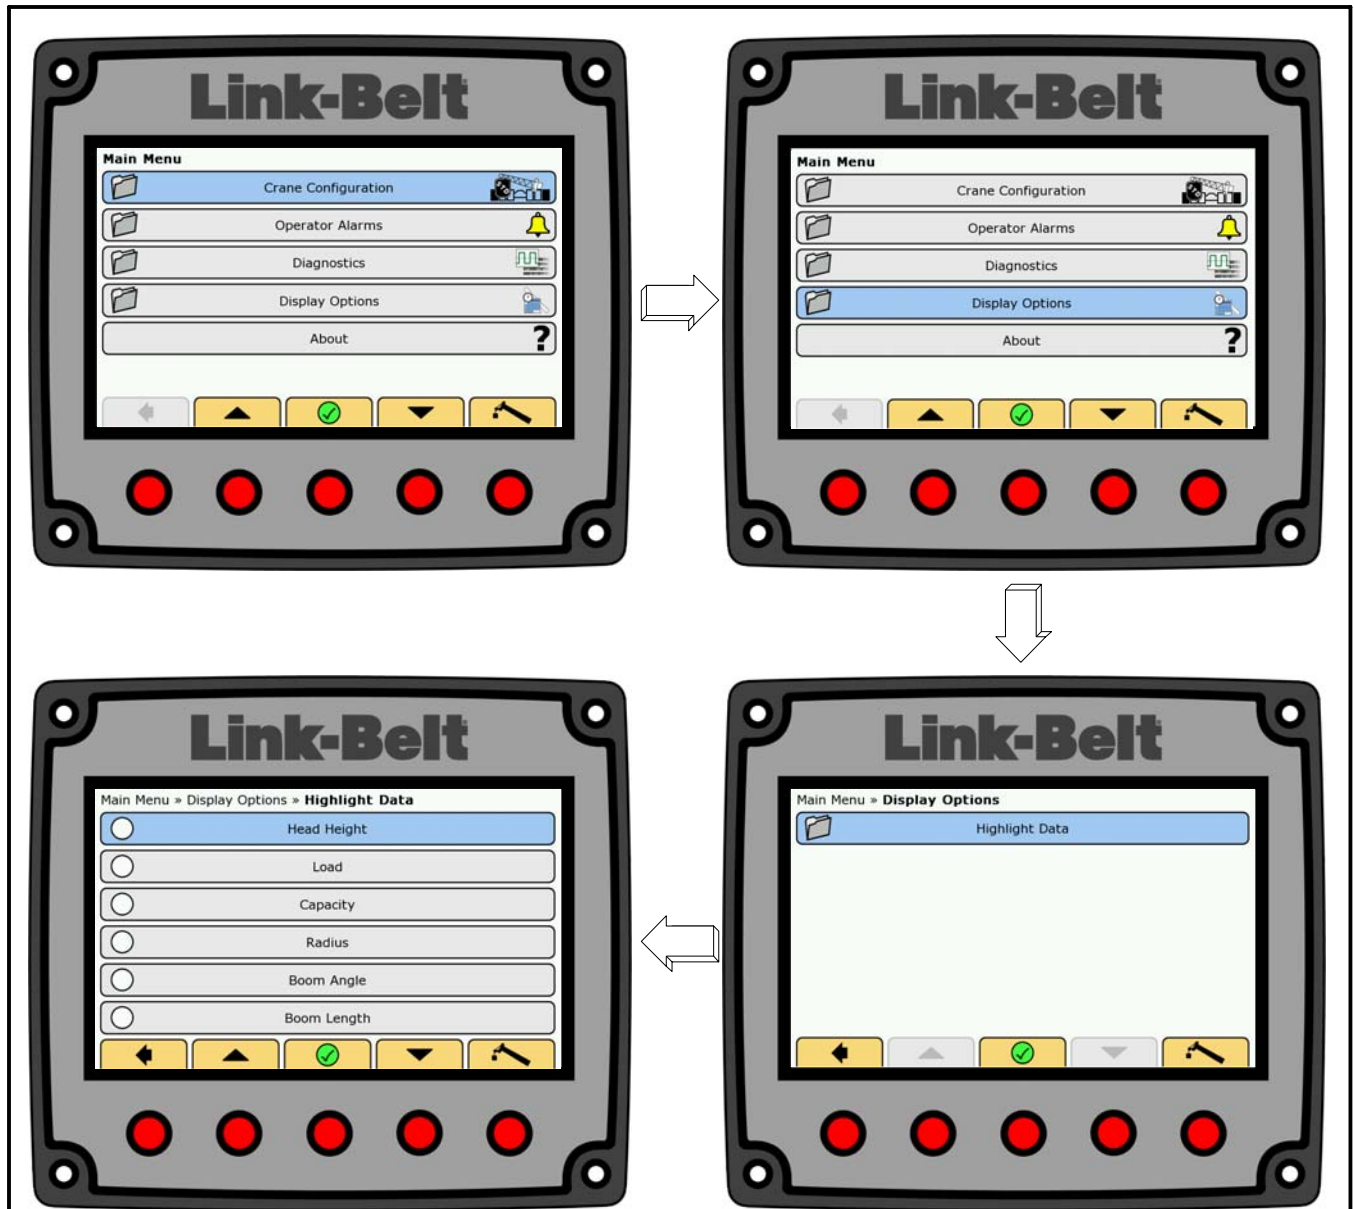 Link-Belt
Main Menu
Crane Configuration
Operator Alarms
Diagnostics
Display Options
About
?
Link-Belt
Main Menu
Crane Configuration
Operator Alarms
Diagnostics
Display Options
About
?
Link-Belt
Main Menu » Display Options » Highlight Data
Head Height
Load
Capacity
Radius
Boom Angle
Boom Length
Link-Belt
Main Menu » Display Options
Highlight Data